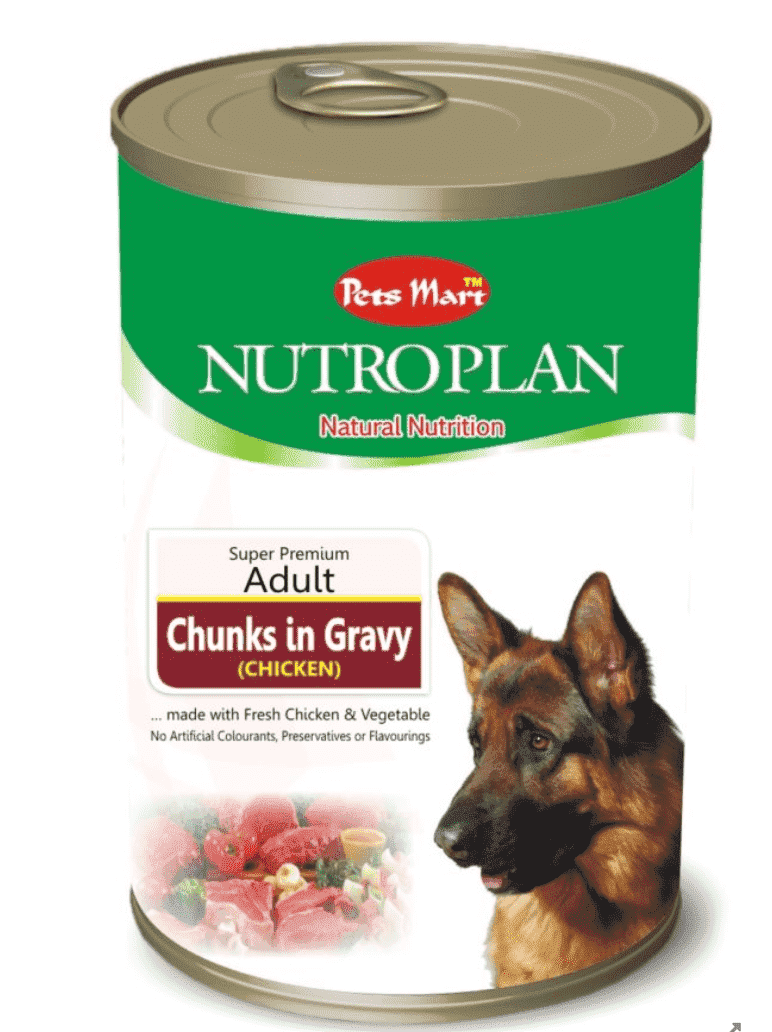 Pets Mart™
NUTROPLAN
Natural Nutrition
Super Premium
Adult
Chunks in Gravy
(CHICKEN)
... made with Fresh Chicken & Vegetable
No Artificial Colourants, Preservatives or Flavourings